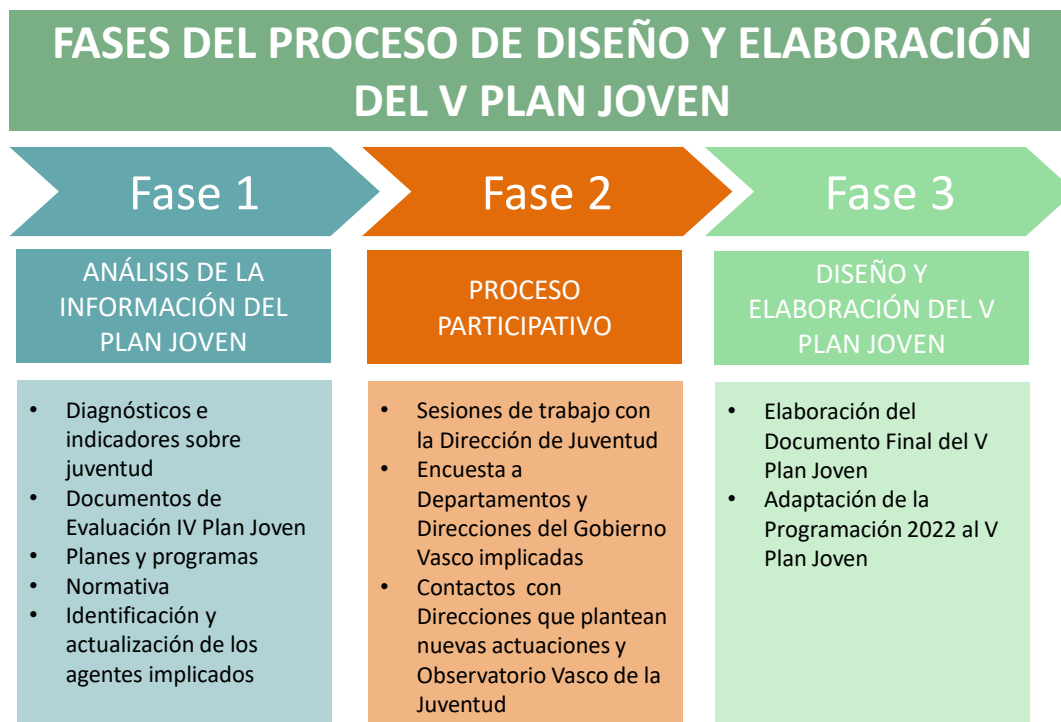 FASES DEL PROCESO DE DISEÑO Y ELABORACIÓN
DEL V PLAN JOVEN
Fase 1
ANÁLISIS DE LA
INFORMACIÓN DEL
PLAN JOVEN
• Diagnósticos e
indicadores sobre
juventud
• Documentos de
Evaluación IV Plan Joven
• Planes y programas
• Normativa
• Identificación y
actualización de los
agentes implicados
Fase 2
PROCESO
PARTICIPATIVO
• Sesiones de trabajo con
la Dirección de Juventud
• Encuesta a
Departamentos y
Direcciones del Gobierno
Vasco implicadas
• Contactos con
Direcciones que plantean
nuevas actuaciones y
Observatorio Vasco de la
Juventud
Fase 3
DISEÑO Y
ELABORACIÓN DEL V
PLAN JOVEN
• Elaboración del
Documento Final del V
Plan Joven
• Adaptación de la
Programación 2022 al V
Plan Joven